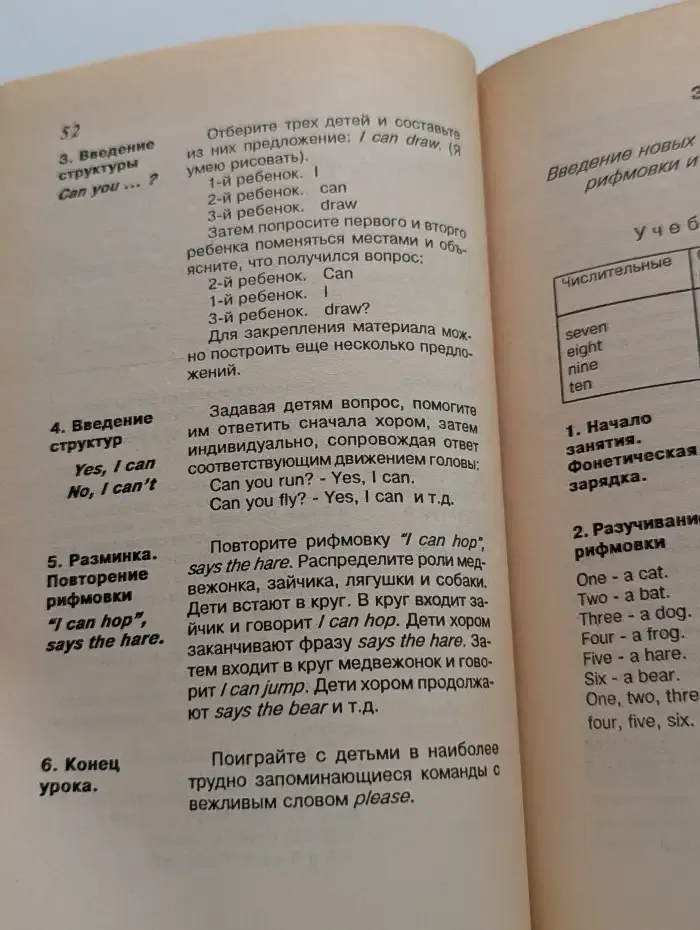 52
3. Введение
структуры
Can you ... ?
Отберите трех детей и составьте
из них предложение: I can draw. (Я
умею рисовать).
1-й ребенок. I
2-й ребенок. can
3-й ребенок. draw
Затем попросите первого и второго
ребенка поменяться местами и объ-
ясните, что получился вопрос:
2-й ребенок. Can
1-й ребенок. I
3-й ребенок. draw?
Для закрепления материала мож-
но построить еще несколько предло-
жений.
4. Введение
структур
Yes, I can
No, I can't
Задавая детям вопрос, помогите
им ответить сначала хором, затем
индивидуально, сопровождая ответ
соответствующим движением головы:
Can you run? - Yes, I can.
Can you fly? - Yes, I can и т.д.
5. Разминка.
Повторение
рифмовки
"I can hop",
says the hare.
Повторите рифмовку "I can hop",
says the hare. Распределите роли мед-
вежонка, зайчика, лягушки и собаки.
Дети встают в круг. В круг входит за-
йчик и говорит I can hop. Дети хором
заканчивают фразу says the hare. За-
тем входит в круг медвежонок и гово-
рит I can jump. Дети хором продолжа-
ют says the bear и т.д.
6. Конец
урока.
Поиграйте с детьми в наиболее
трудно запоминающиеся команды с
вежливым словом please.
Введение новых
рифмовки и
Учеб
Числительные
seven
eight
nine
ten
1. Начало
занятия.
Фонетическая
зарядка.
2. Разучивание
рифмовки
One - a cat.
Two - a bat.
Three - a dog.
Four - a frog.
Five - a hare.
Six - a bear.
One, two, thre
four, five, six.